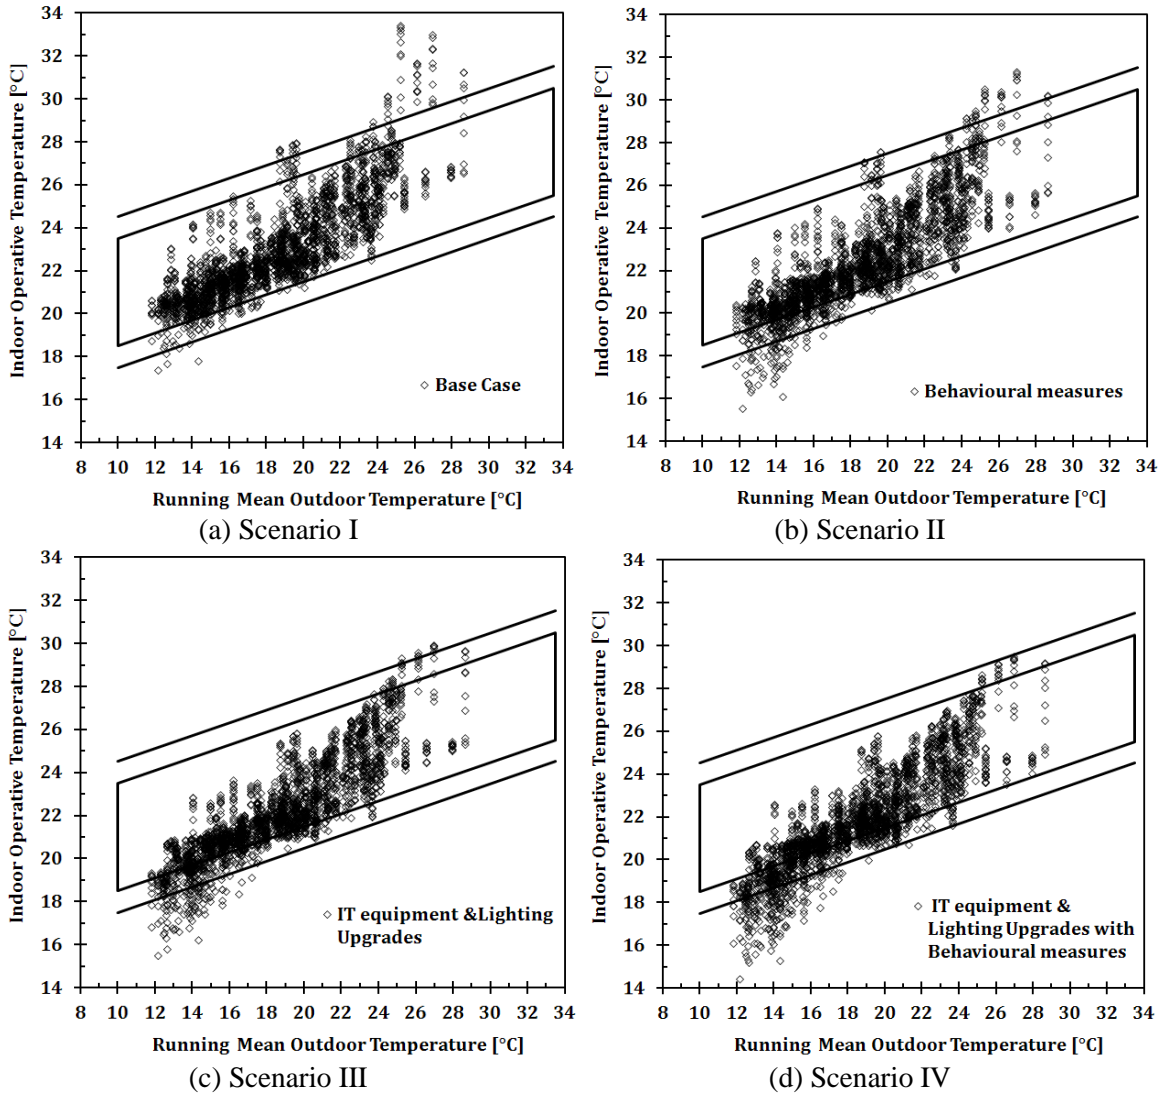 34
32
30
28
26
24
22
20
18
16
14
Indoor Operative Temperature [°C]
Base Case
8 10 12 14 16 18 20 22 24 26 28 30 32 34
Running Mean Outdoor Temperature [°C]
(a) Scenario I
34
32
30
28
26
24
22
20
18
16
14
Indoor Operative Temperature [°C]
Behavioural measures
8 10 12 14 16 18 20 22 24 26 28 30 32 34
Running Mean Outdoor Temperature [°C]
(b) Scenario II
34
32
30
28
26
24
22
20
18
16
14
Indoor Operative Temperature [°C]
IT equipment &Lighting
Upgrades
8 10 12 14 16 18 20 22 24 26 28 30 32 34
Running Mean Outdoor Temperature [°C]
(c) Scenario III
34
32
30
28
26
24
22
20
18
16
14
Indoor Operative Temperature [°C]
IT equipment &
Lighting Upgrades with
Behavioural measures
8 10 12 14 16 18 20 22 24 26 28 30 32 34
Running Mean Outdoor Temperature [°C]
(d) Scenario IV